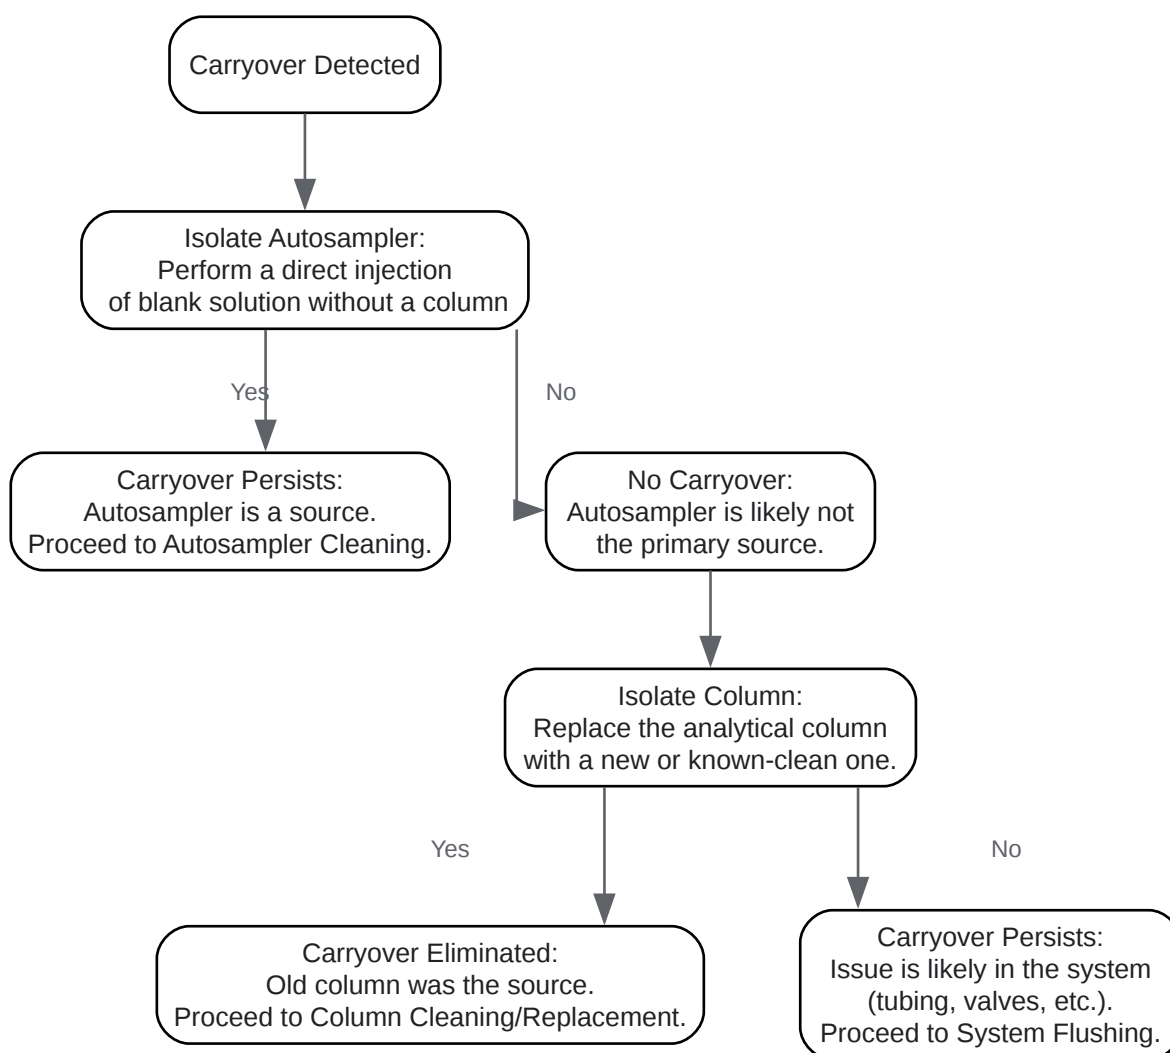 Carryover Detected
Isolate Autosampler:
Perform a direct injection
of blank solution without a column
Yes
No
Carryover Persists:
Autosampler is a source.
Proceed to Autosampler Cleaning.
No Carryover:
Autosampler is likely not
the primary source.
Isolate Column:
Replace the analytical column
with a new or known-clean one.
Yes
No
Carryover Eliminated:
Old column was the source.
Proceed to Column Cleaning/Replacement.
Carryover Persists:
Issue is likely in the system
(tubing, valves, etc.).
Proceed to System Flushing.